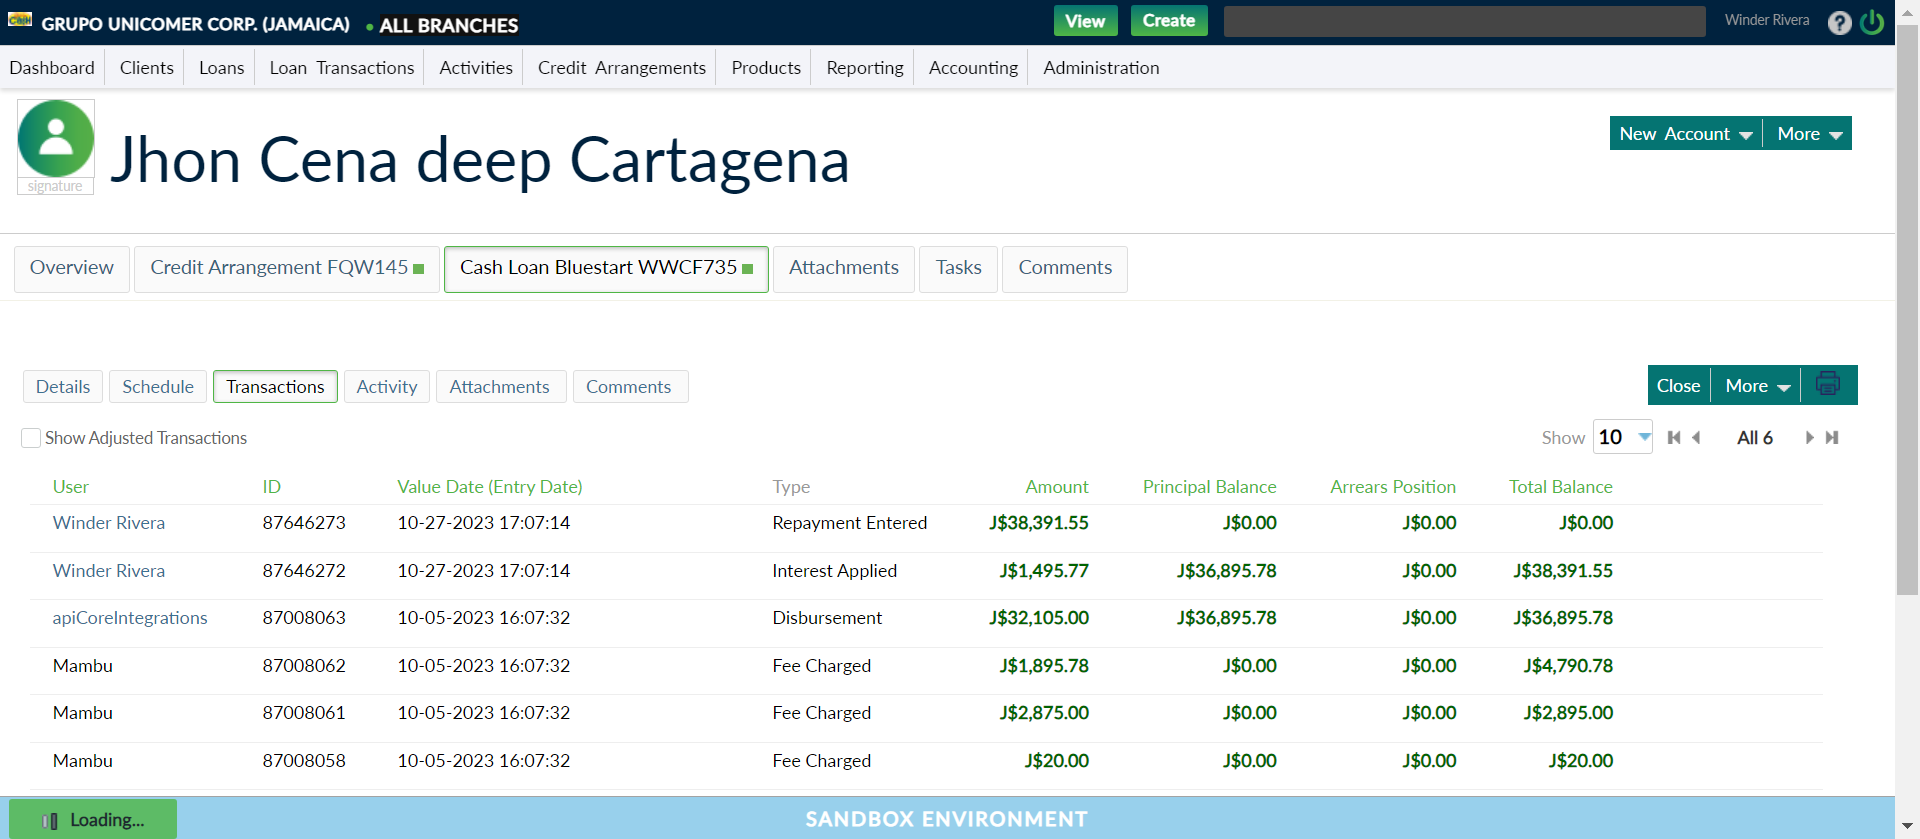 Cash GRUPO UNICOMER CORP. (JAMAICA) ALL BRANCHES View Create Winder Rivera ?
Dashboard Clients Loans Loan Transactions Activities Credit Arrangements Products Reporting Accounting Administration
Jhon Cena deep Cartagena
signature
New Account More
Overview Credit Arrangement FQW145 Cash Loan Bluestart WWCF735 Attachments Tasks Comments
Details Schedule Transactions Activity Attachments Comments Close More
Show Adjusted Transactions Show 10 All 6
User ID Value Date (Entry Date) Type Amount Principal Balance Arrears Position Total Balance
Winder Rivera 87646273 10-27-2023 17:07:14 Repayment Entered J$38,391.55 J$0.00 J$0.00 J$0.00
Winder Rivera 87646272 10-27-2023 17:07:14 Interest Applied J$1,495.77 J$36,895.78 J$0.00 J$38,391.55
apiCoreIntegrations 87008063 10-05-2023 16:07:32 Disbursement J$32,105.00 J$36,895.78 J$0.00 J$36,895.78
Mambu 87008062 10-05-2023 16:07:32 Fee Charged J$1,895.78 J$0.00 J$0.00 J$4,790.78
Mambu 87008061 10-05-2023 16:07:32 Fee Charged J$2,875.00 J$0.00 J$0.00 J$2,895.00
Mambu 87008058 10-05-2023 16:07:32 Fee Charged J$20.00 J$0.00 J$0.00 J$20.00
Loading... SANDBOX ENVIRONMENT